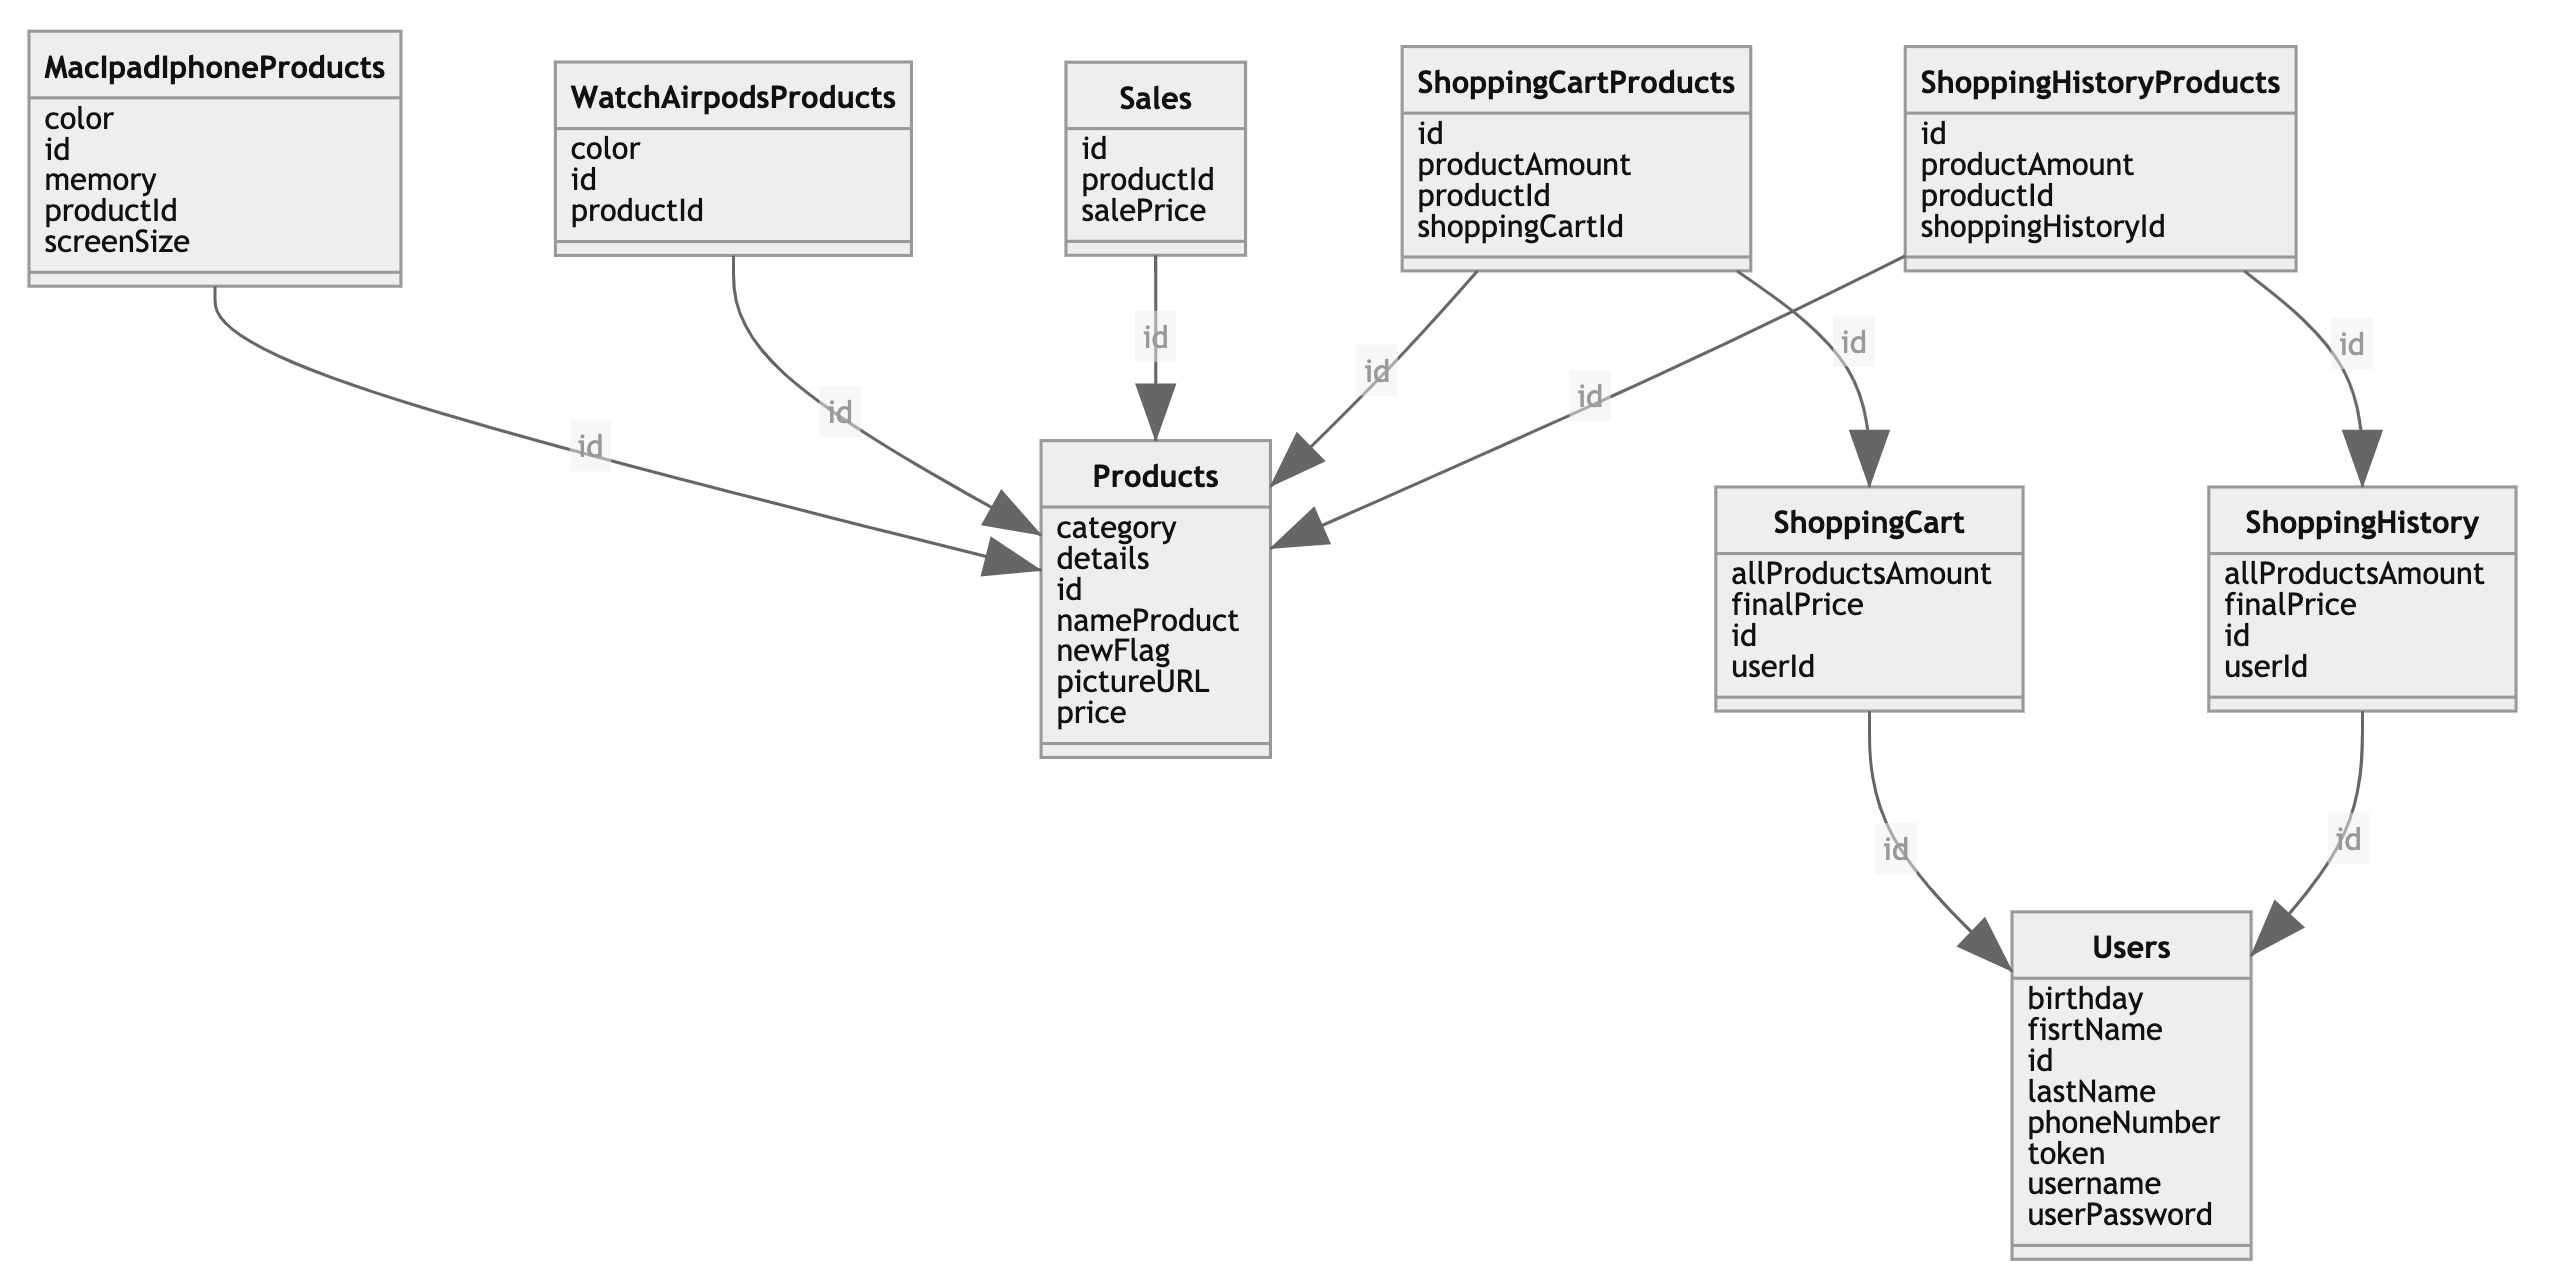 MacIpadIphoneProducts
color
id
memory
productId
screenSize
WatchAirpodsProducts
color
id
productId
Sales
id
productId
salePrice
ShoppingCartProducts
id
productAmount
productId
shoppingCartId
ShoppingHistoryProducts
id
productAmount
productId
shoppingHistoryId
id
id
id
id
id
id
id
Products
category
details
id
nameProduct
newFlag
pictureURL
price
ShoppingCart
allProductsAmount
finalPrice
id
userId
ShoppingHistory
allProductsAmount
finalPrice
id
userId
id
id
Users
birthday
fisrtName
id
lastName
phoneNumber
token
username
userPassword